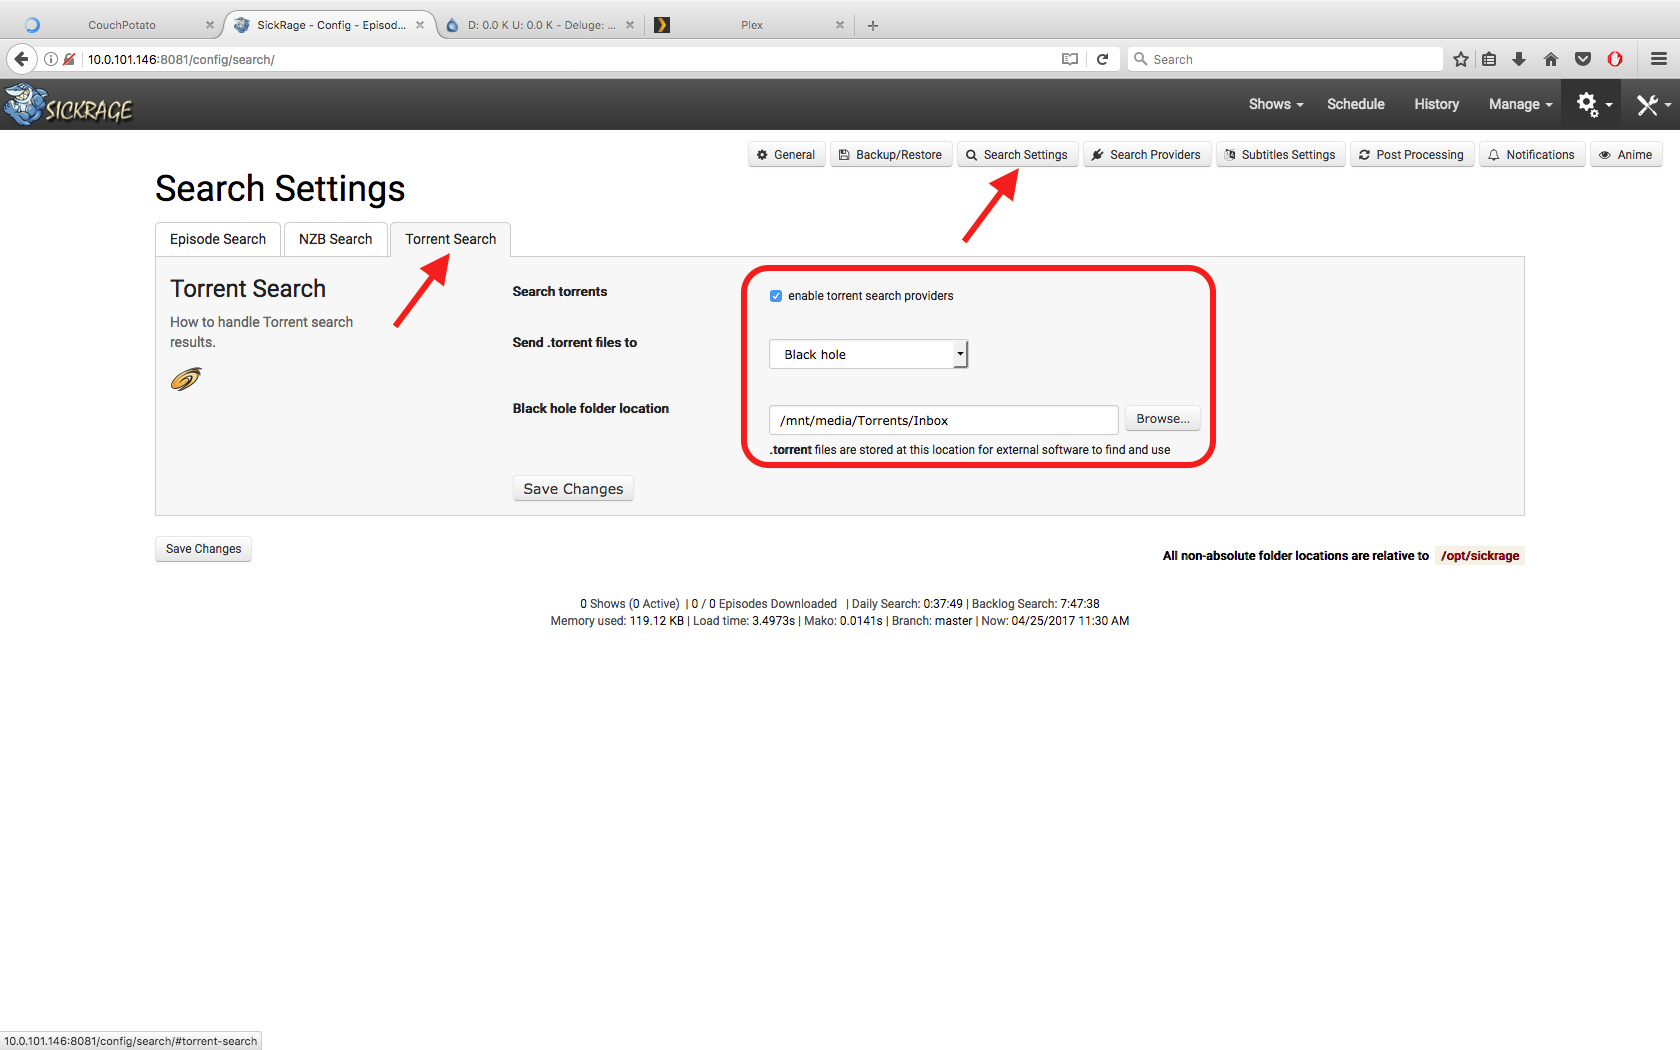 CouchPotato
SickRage - Config - Episod...
D: 0.0 K U: 0.0 K - Deluge: ...
Plex
10.0.101.146:8081/config/search/
Search
SICKRAGE
Shows
Schedule
History
Manage
General
Backup/Restore
Search Settings
Search Providers
Subtitles Settings
Post Processing
Notifications
Anime
Search Settings
Episode Search
NZB Search
Torrent Search
Torrent Search
How to handle Torrent search
results.
Search torrents
enable torrent search providers
Send .torrent files to
Black hole
Black hole folder location
/mnt/media/Torrents/Inbox
Browse...
.torrent files are stored at this location for external software to find and use
Save Changes
Save Changes
All non-absolute folder locations are relative to /opt/sickrage
0 Shows (0 Active) | 0 / 0 Episodes Downloaded | Daily Search: 0:37:49 | Backlog Search: 7:47:38
Memory used: 119.12 KB | Load time: 3.4973s | Mako: 0.0141s | Branch: master | Now: 04/25/2017 11:30 AM
10.0.101.146:8081/config/search/#torrent-search